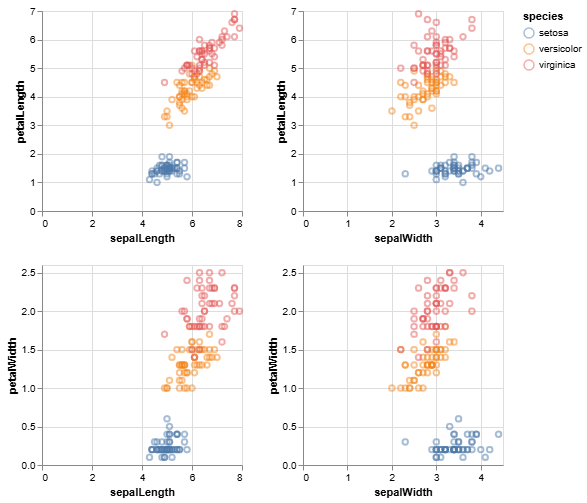 species
setosa
versicolor
virginica
7
6
5
4
3
2
1
0
petalLength
0 2 4 6 8
sepalLength
7
6
5
4
3
2
1
0
petalLength
0 1 2 3 4
sepalWidth
2.5
2.0
1.5
1.0
0.5
0.0
petalWidth
0 2 4 6 8
sepalLength
2.5
2.0
1.5
1.0
0.5
0.0
petalWidth
0 1 2 3 4
sepalWidth